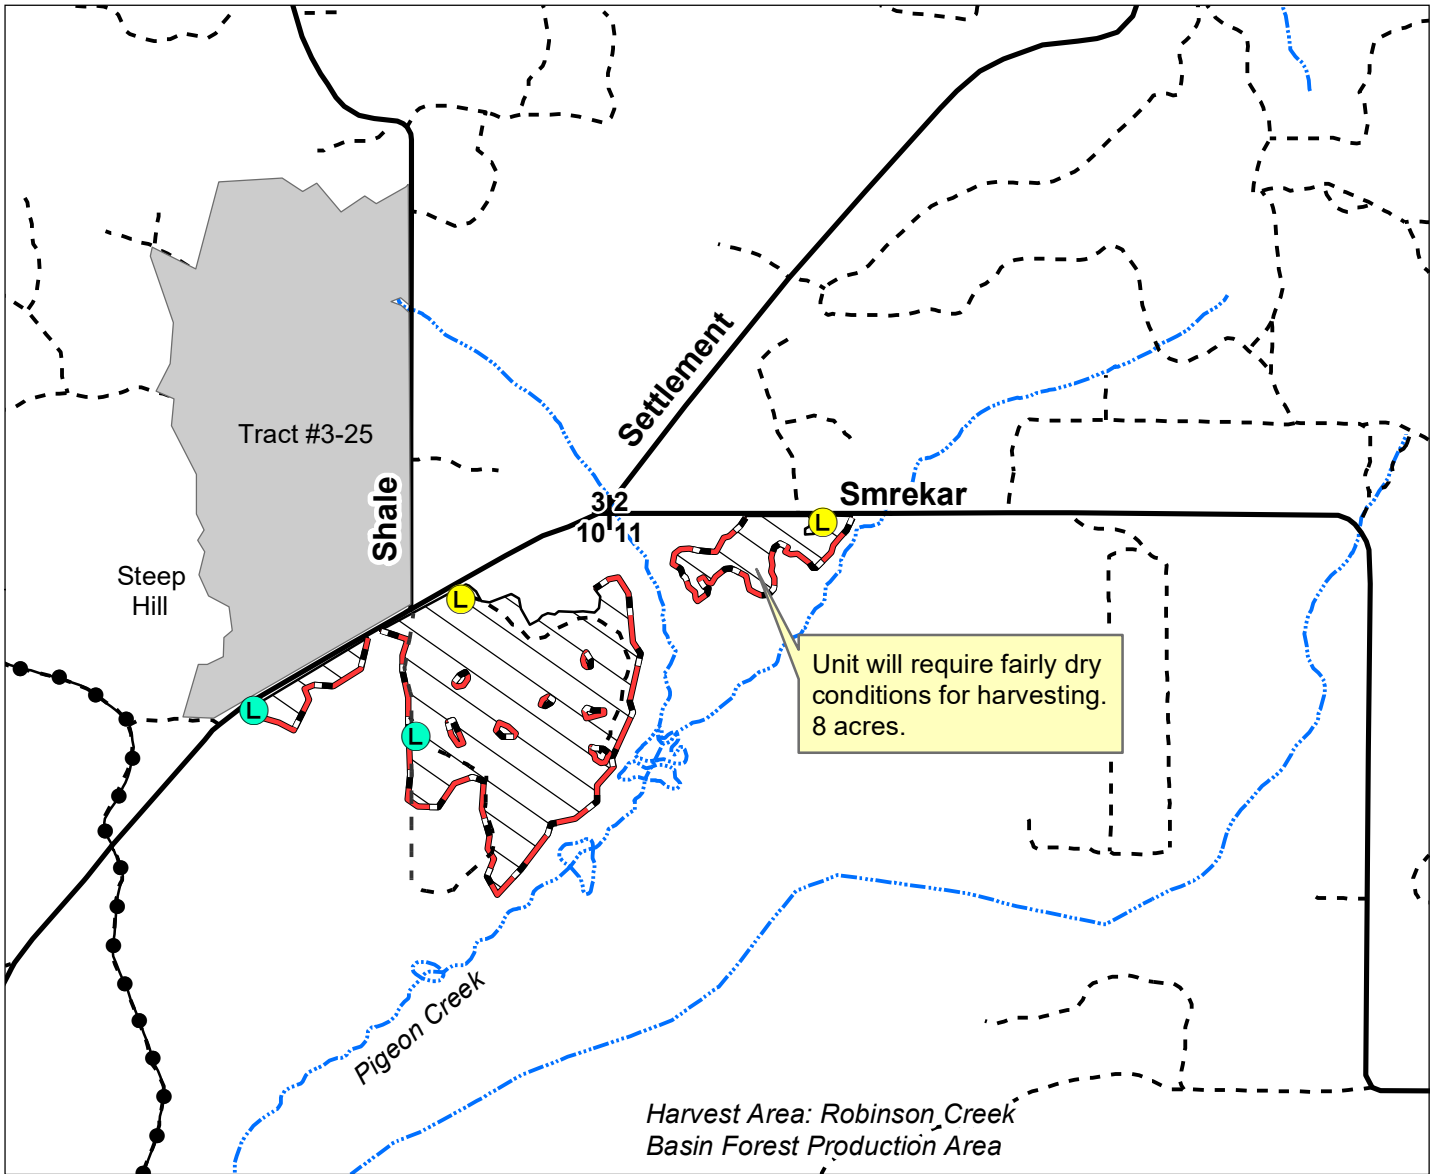 Settlement
Tract #3-25
Shale
3 2
10 11
Smrekar
L
L
Steep
Hill
L
L
Unit will require fairly dry
conditions for harvesting.
8 acres.
Pigeon Creek
Harvest Area: Robinson Creek
Basin Forest Production Area